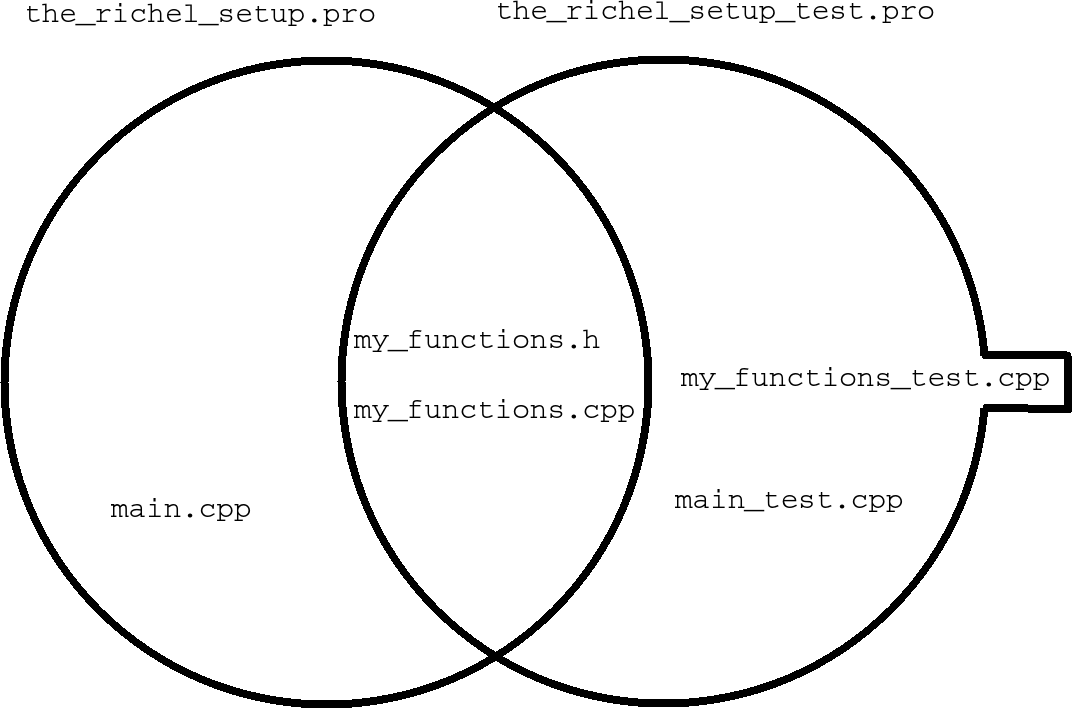 the_richel_setup.pro
the_richel_setup_test.pro
my_functions.h
my_functions_test.cpp
my_functions.cpp
main_test.cpp
main.cpp